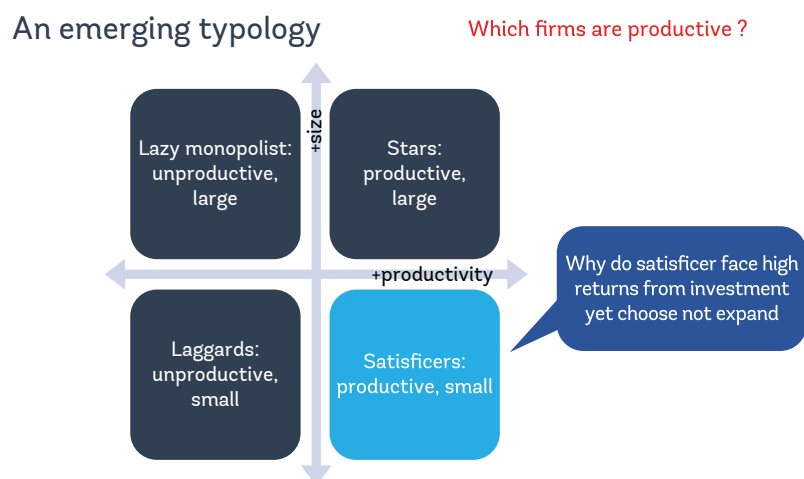 An emerging typology
Which firms are productive ?
+size
Lazy monopolist:
unproductive,
large
Stars:
productive,
large
+productivity
Why do satisficer face high
returns from investment
yet choose not expand
Laggards:
unproductive,
small
Satisficers:
productive, small